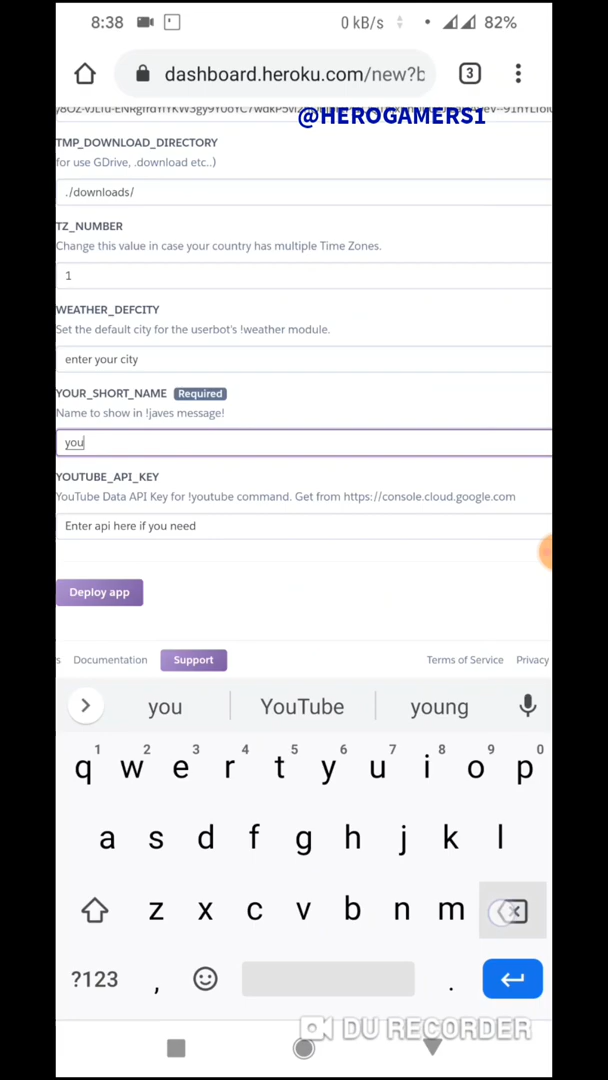 8:38 0 kB/s 82%
dashboard.heroku.com/new?b 3
@HEROGAMERS1
TMP_DOWNLOAD_DIRECTORY
for use GDrive, .download etc..)
./downloads/
TZ_NUMBER
Change this value in case your country has multiple Time Zones.
1
WEATHER_DEFCITY
Set the default city for the userbot's !weather module.
enter your city
YOUR_SHORT_NAME Required
Name to show in !javes message!
you
YOUTUBE_API_KEY
YouTube Data API Key for !youtube command. Get from https://console.cloud.google.com
Enter api here if you need
Deploy app
s Documentation Support Terms of Service Privacy
you YouTube young
1 2 3 4 5 6 7 8 9 0
q w e r t y u i o p
a s d f g h j k l
z x c v b n m
?123 , .
DU RECORDER